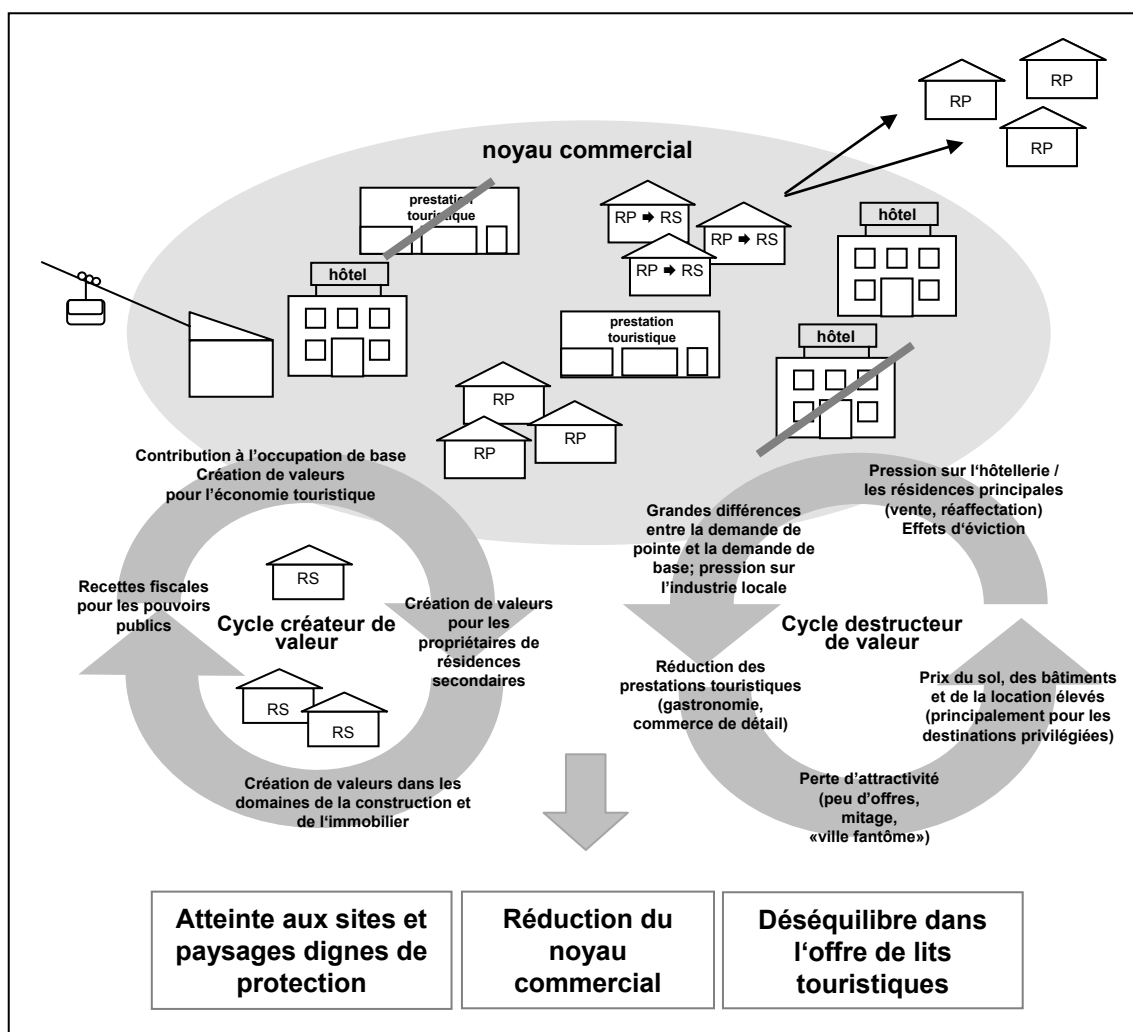 RP
RP
RP
noyau commercial
prestation
touristique
RP ➡ RS
RP ➡ RS
RP ➡ RS
hôtel
hôtel
prestation
touristique
hôtel
RP
RP
RP
Contribution à l’occupation de base
Création de valeurs
pour l’économie touristique
RS
Recettes fiscales
pour les pouvoirs
publics
Cycle créateur de
valeur
Création de valeurs
pour les
propriétaires de
résidences
secondaires
RS
RS
Création de valeurs dans les
domaines de la construction et
de l‘immobilier
Pression sur l‘hôtellerie /
les résidences principales
(vente, réaffectation)
Effets d‘éviction
Grandes différences
entre la demande de
pointe et la demande de
base; pression sur
l’industrie locale
Cycle destructeur
de valeur
Réduction des
prestations touristiques
(gastronomie,
commerce de détail)
Prix du sol, des bâtiments
et de la location élevés
(principalement pour les
destinations privilégiées)
Perte d’attractivité
(peu d’offres,
mitage,
«ville fantôme»)
Atteinte aux sites et
paysages dignes de
protection
Réduction du
noyau
commercial
Déséquilibre dans
l‘offre de lits
touristiques